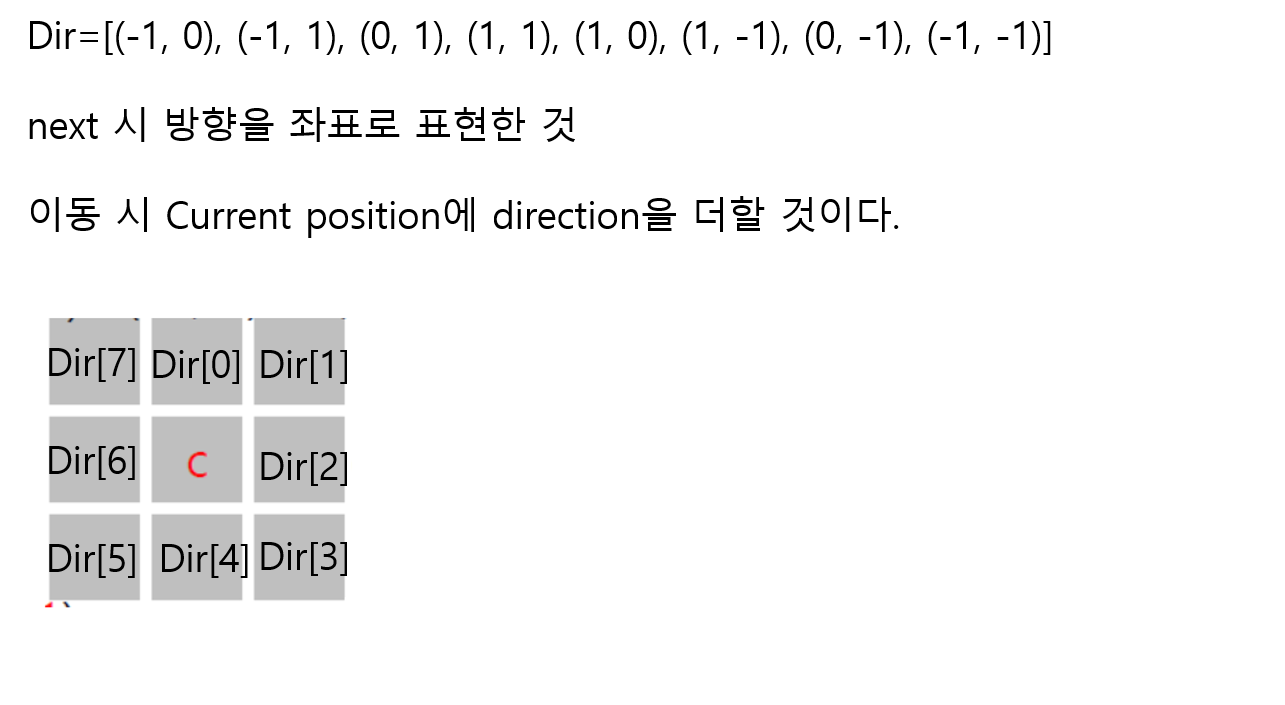 Dir=[(-1, 0), (-1, 1), (0, 1), (1, 1), (1, 0), (1, -1), (0, -1), (-1, -1)]
next 시 방향을 좌표로 표현한 것
이동 시 Current position에 direction을 더할 것이다.
Dir[7] Dir[0] Dir[1]
Dir[6] C Dir[2]
Dir[5] Dir[4] Dir[3]